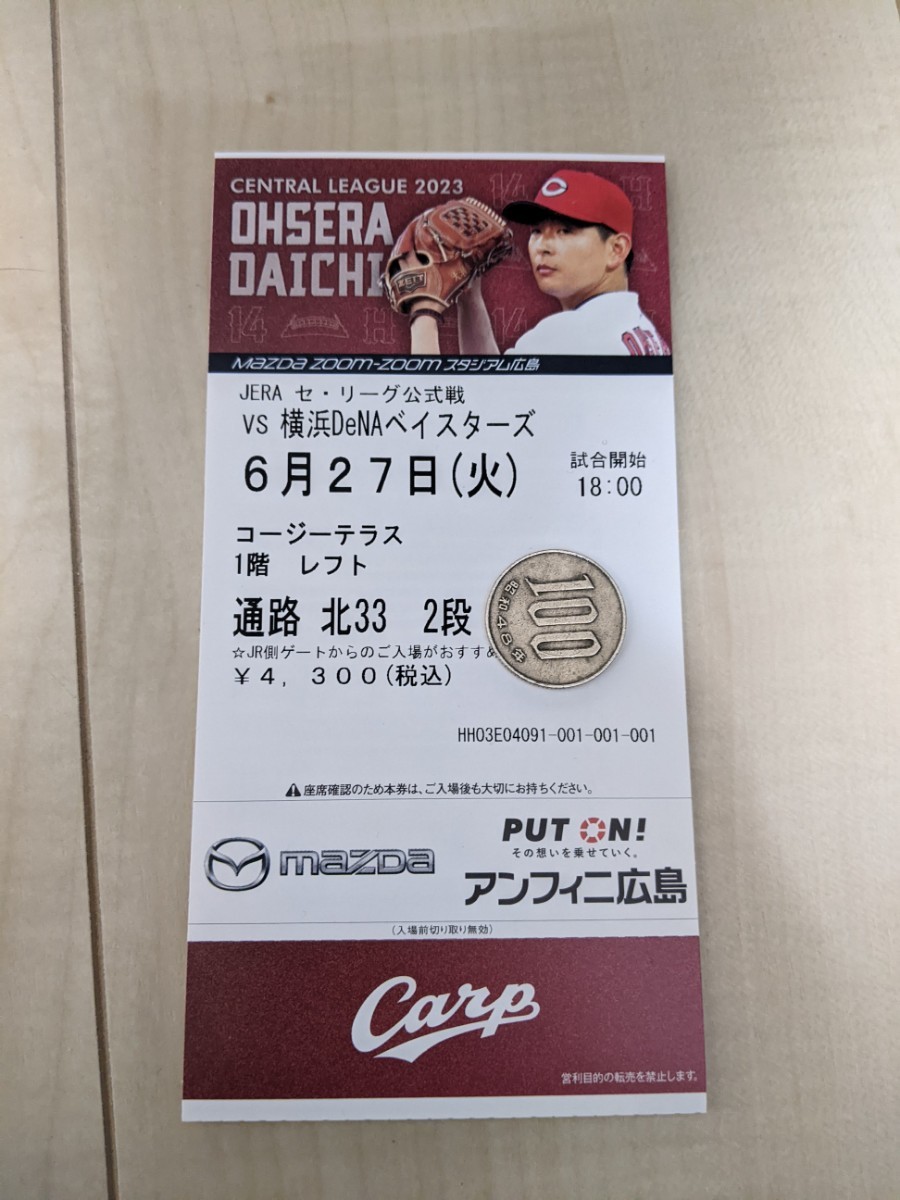 CENTRAL LEAGUE 2023
OHSERA
DAICHI
14 H 14 H
mazda zoom-zoom スタジアム広島
JERA セ・リーグ公式戦
VS 横浜DeNAベイスターズ
6月27日(火)
試合開始
18:00
コージーテラス
1階 レフト
通路 北33 2段
100
昭和48年
☆JR側ゲートからのご入場がおすすめ
¥4,300(税込)
HH03E04091-001-001-001
座席確認のため本券は、ご入場後も大切にお持ちください。
mazda
PUT ON!
その想いを乗せていく。
アンフィニ広島
(入場前切り取り無効)
Carp
営利目的の転売を禁止します。